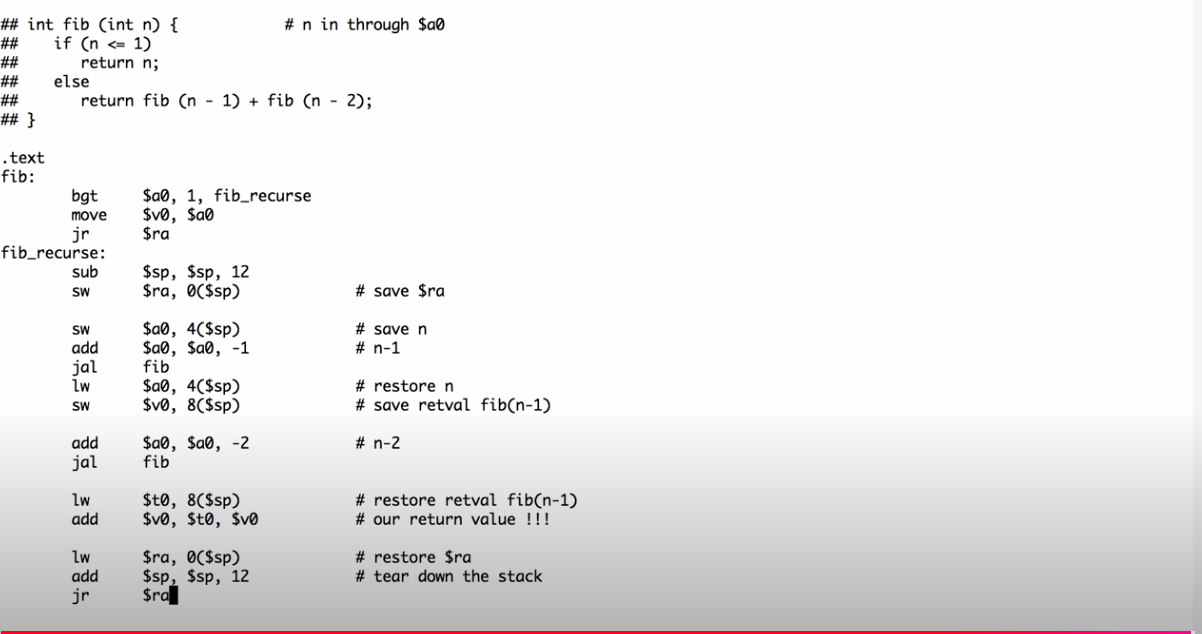 ## int fib (int n) {            # n in through $a0
##    if (n <= 1)
##       return n;
##    else
##       return fib (n - 1) + fib (n - 2);
## }
.text
fib:
        bgt     $a0, 1, fib_recurse
        move    $v0, $a0
        jr      $ra
fib_recurse:
        sub     $sp, $sp, 12
        sw      $ra, 0($sp)             # save $ra
        sw      $a0, 4($sp)             # save n
        add     $a0, $a0, -1            # n-1
        jal     fib
        lw      $a0, 4($sp)             # restore n
        sw      $v0, 8($sp)             # save retval fib(n-1)
        add     $a0, $a0, -2            # n-2
        jal     fib
        lw      $t0, 8($sp)             # restore retval fib(n-1)
        add     $v0, $t0, $v0           # our return value !!!
        lw      $ra, 0($sp)             # restore $ra
        add     $sp, $sp, 12            # tear down the stack
        jr      $ra